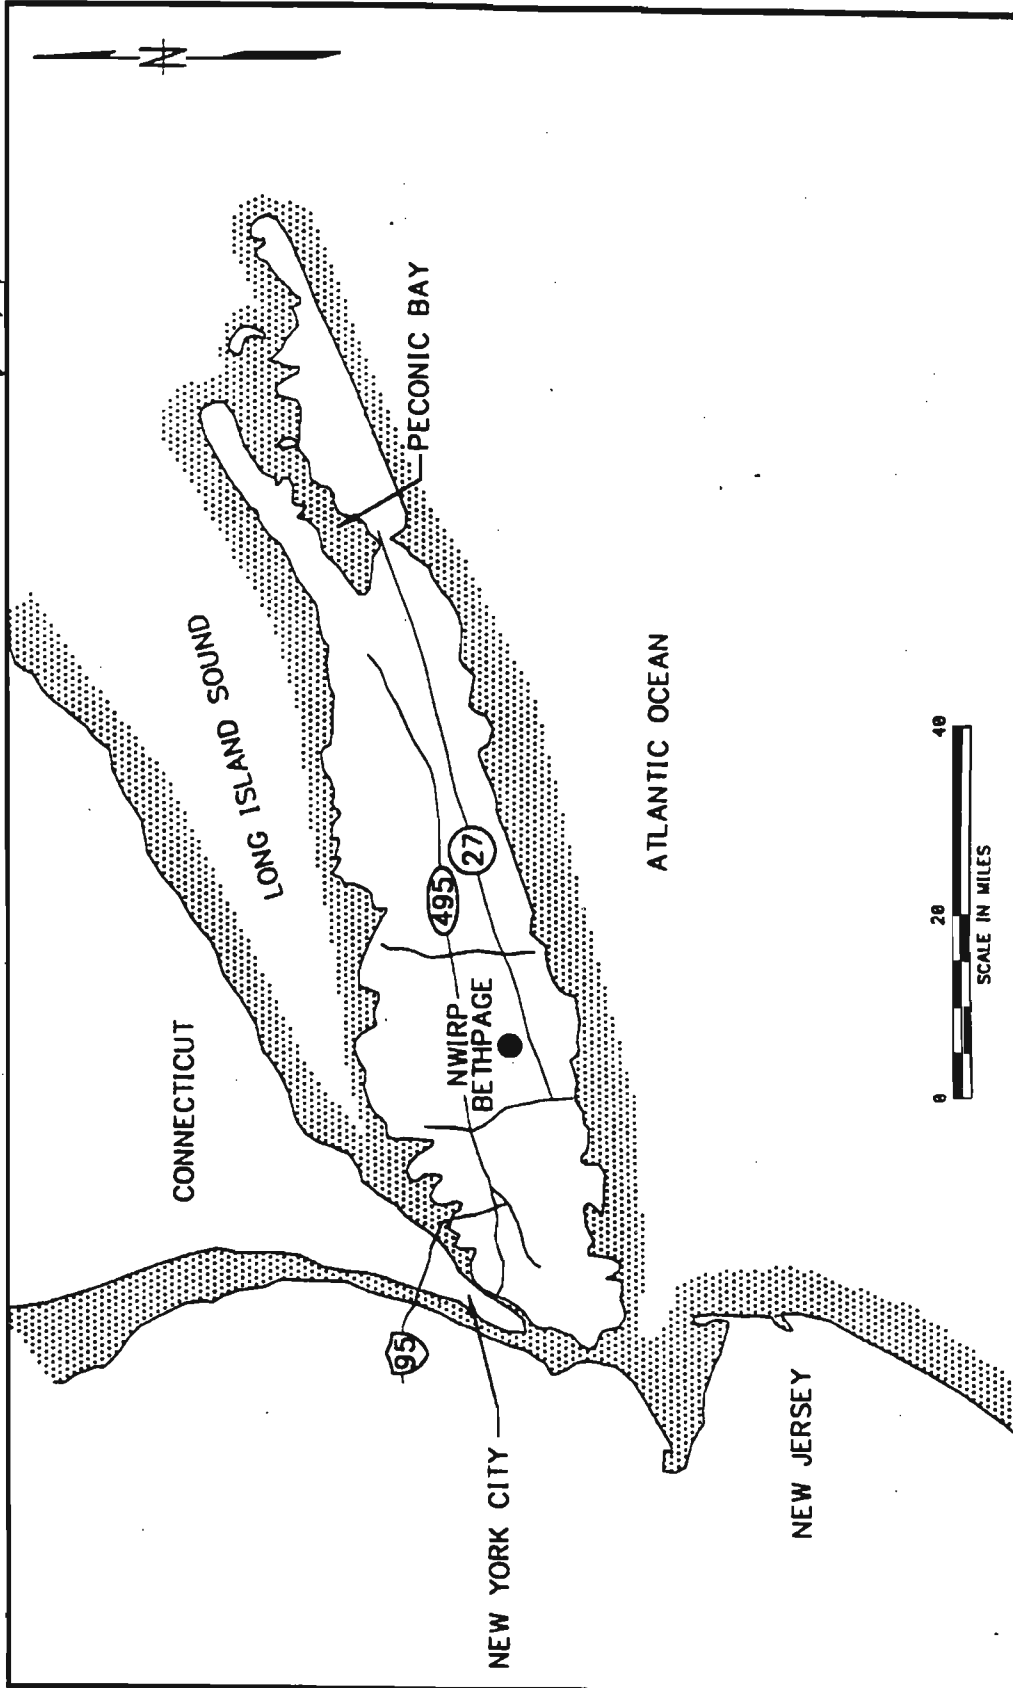 N
CONNECTICUT
LONG ISLAND SOUND
PECONIC BAY
95
495
27
NWIRP
BETHPAGE
NEW YORK CITY
ATLANTIC OCEAN
NEW JERSEY
0 20 40
SCALE IN MILES